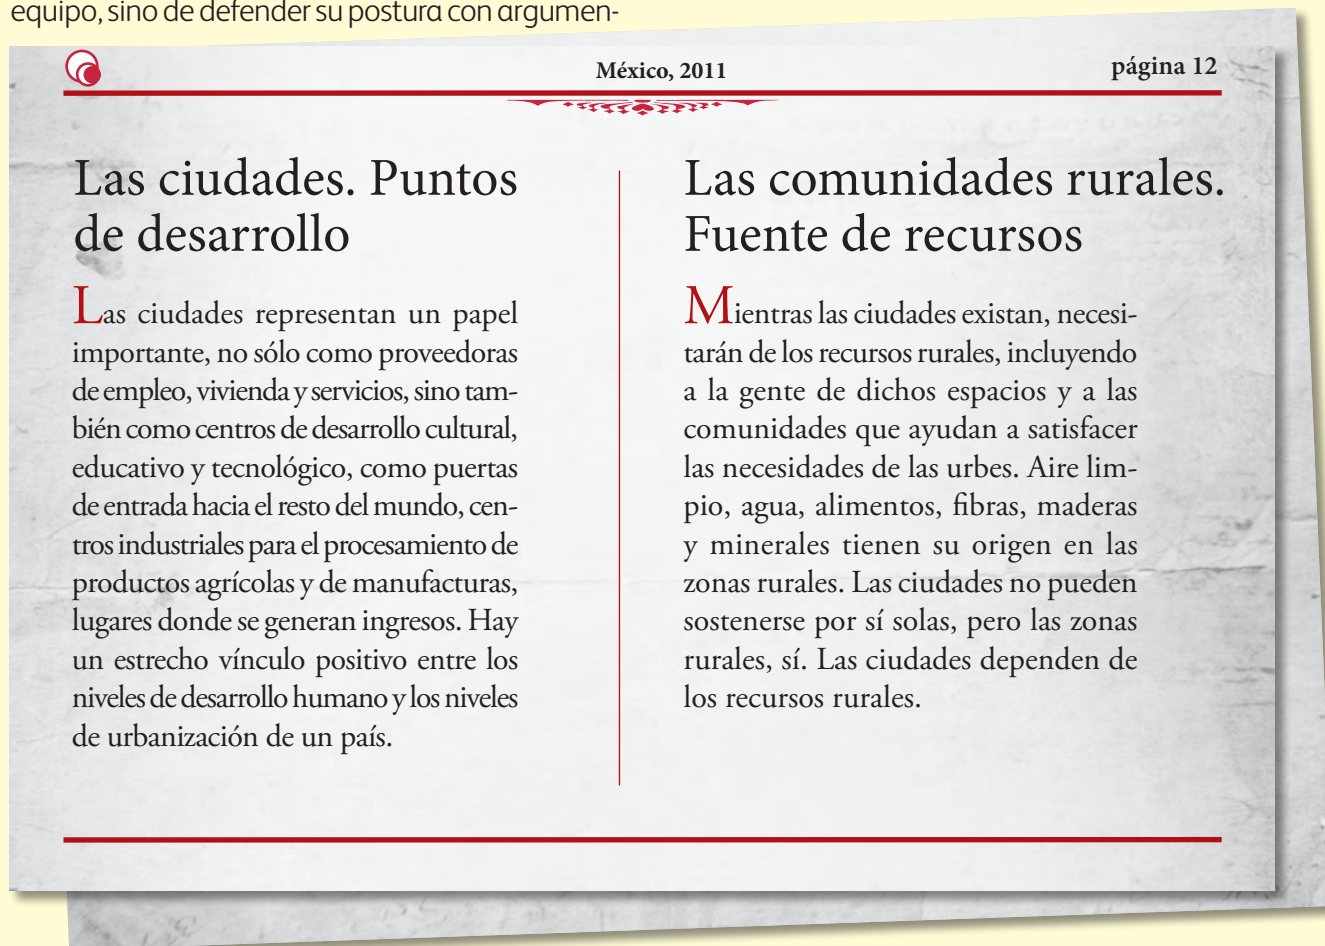 equipo, sino de defender su postura con argumen-
México, 2011
página 12
Las ciudades. Puntos
de desarrollo
Las ciudades representan un papel
importante, no sólo como proveedoras
de empleo, vivienda y servicios, sino tam-
bién como centros de desarrollo cultural,
educativo y tecnológico, como puertas
de entrada hacia el resto del mundo, cen-
tros industriales para el procesamiento de
productos agrícolas y de manufacturas,
lugares donde se generan ingresos. Hay
un estrecho vínculo positivo entre los
niveles de desarrollo humano y los niveles
de urbanización de un país.
Las comunidades rurales.
Fuente de recursos
Mientras las ciudades existan, necesi-
tarán de los recursos rurales, incluyendo
a la gente de dichos espacios y a las
comunidades que ayudan a satisfacer
las necesidades de las urbes. Aire lim-
pio, agua, alimentos, fibras, maderas
y minerales tienen su origen en las
zonas rurales. Las ciudades no pueden
sostenerse por sí solas, pero las zonas
rurales, sí. Las ciudades dependen de
los recursos rurales.